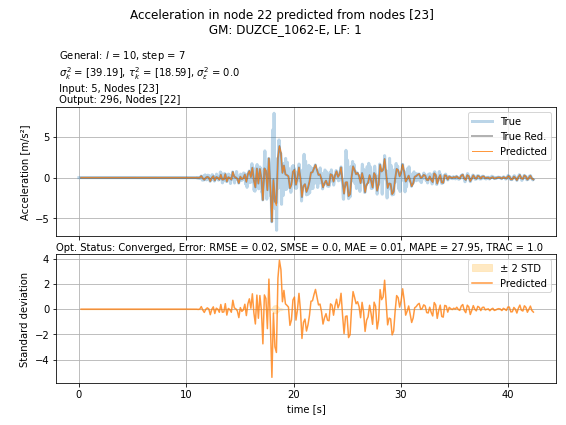 Acceleration in node 22 predicted from nodes [23]
GM: DUZCE_1062-E, LF: 1
General: l = 10, step = 7
σ²ₖ = [39.19], τ²ₖ = [18.59], σ²ε = 0.0
Input: 5, Nodes [23]
Output: 296, Nodes [22]
True
True Red.
Predicted
Acceleration [m/s²]
5
0
−5
Opt. Status: Converged, Error: RMSE = 0.02, SMSE = 0.0, MAE = 0.01, MAPE = 27.95, TRAC = 1.0
± 2 STD
Predicted
Standard deviation
4
2
0
−2
−4
0 10 20 30 40
time [s]